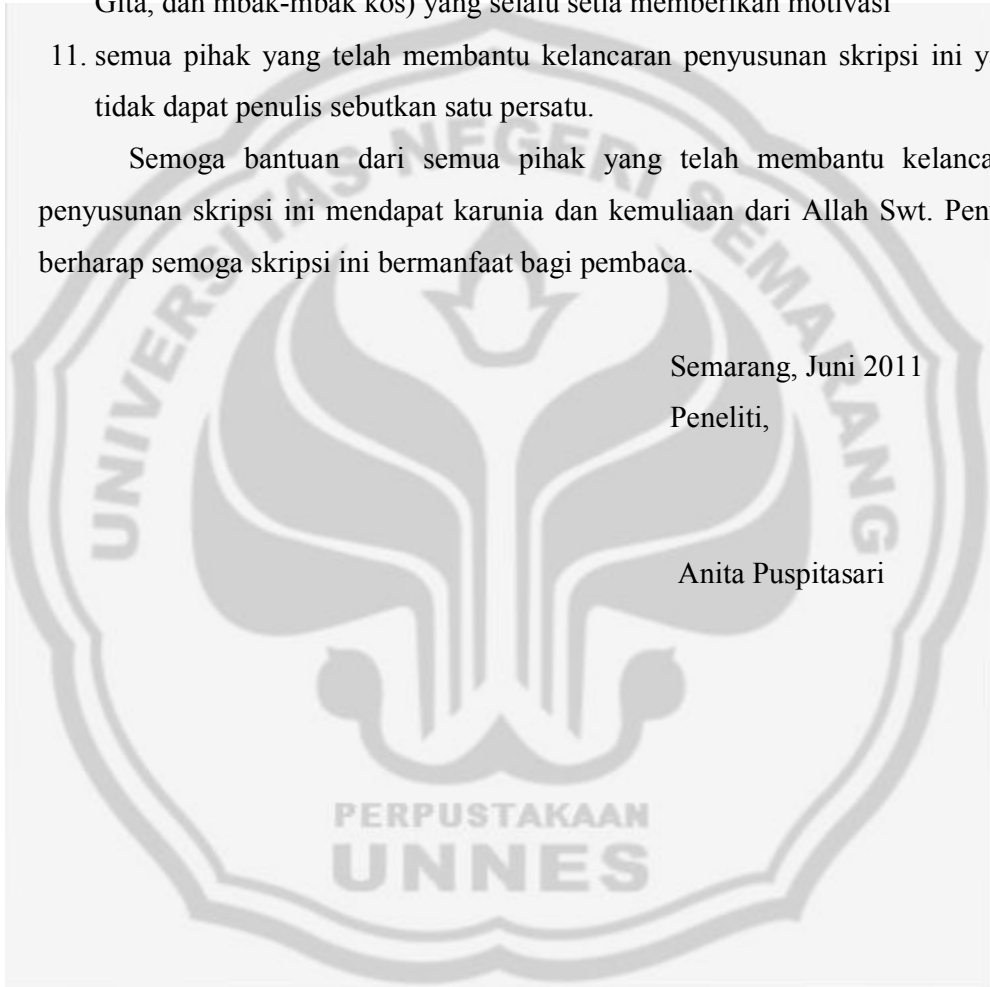 Gita, dan mbak-mbak kos) yang selalu setia memberikan motivasi
11. semua pihak yang telah membantu kelancaran penyusunan skripsi ini
tidak dapat penulis sebutkan satu persatu.
Semoga bantuan dari semua pihak yang telah membantu
penyusunan skripsi ini mendapat karunia dan kemuliaan dari Allah Swt.
berharap semoga skripsi ini bermanfaat bagi pembaca.
Semarang, Juni 2011
Peneliti,
Anita Puspitasari
UNIVERSITAS NEGERI SEMARANG
PERPUSTAKAAN
UNNES